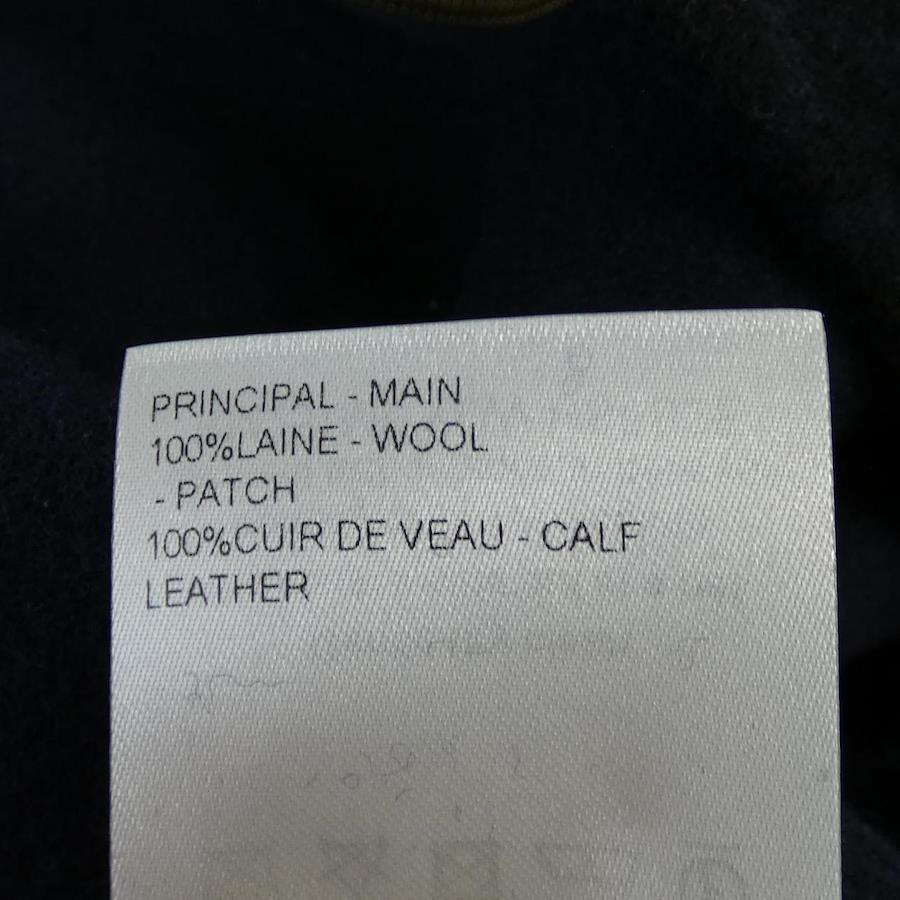 PRINCIPAL - MAIN
100%LAINE - WOOL
- PATCH
100%CUIR DE VEAU - CALF
LEATHER